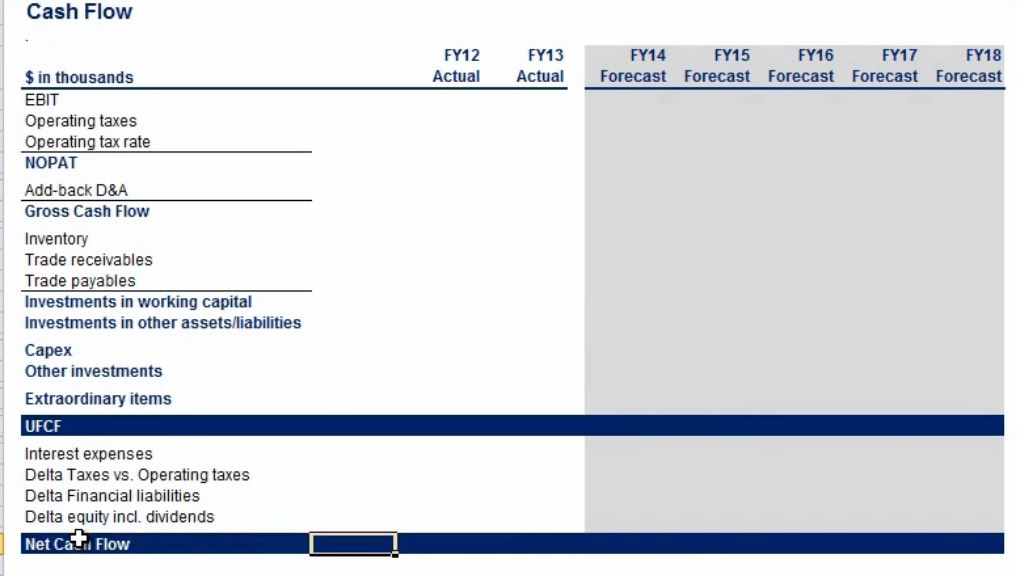 Cash Flow
.
FY12 FY13 FY14 FY15 FY16 FY17 FY18
$ in thousands Actual Actual Forecast Forecast Forecast Forecast Forecast
EBIT
Operating taxes
Operating tax rate
NOPAT
Add-back D&A
Gross Cash Flow
Inventory
Trade receivables
Trade payables
Investments in working capital
Investments in other assets/liabilities
Capex
Other investments
Extraordinary items
UFCF
Interest expenses
Delta Taxes vs. Operating taxes
Delta Financial liabilities
Delta equity incl. dividends
Net Cash Flow